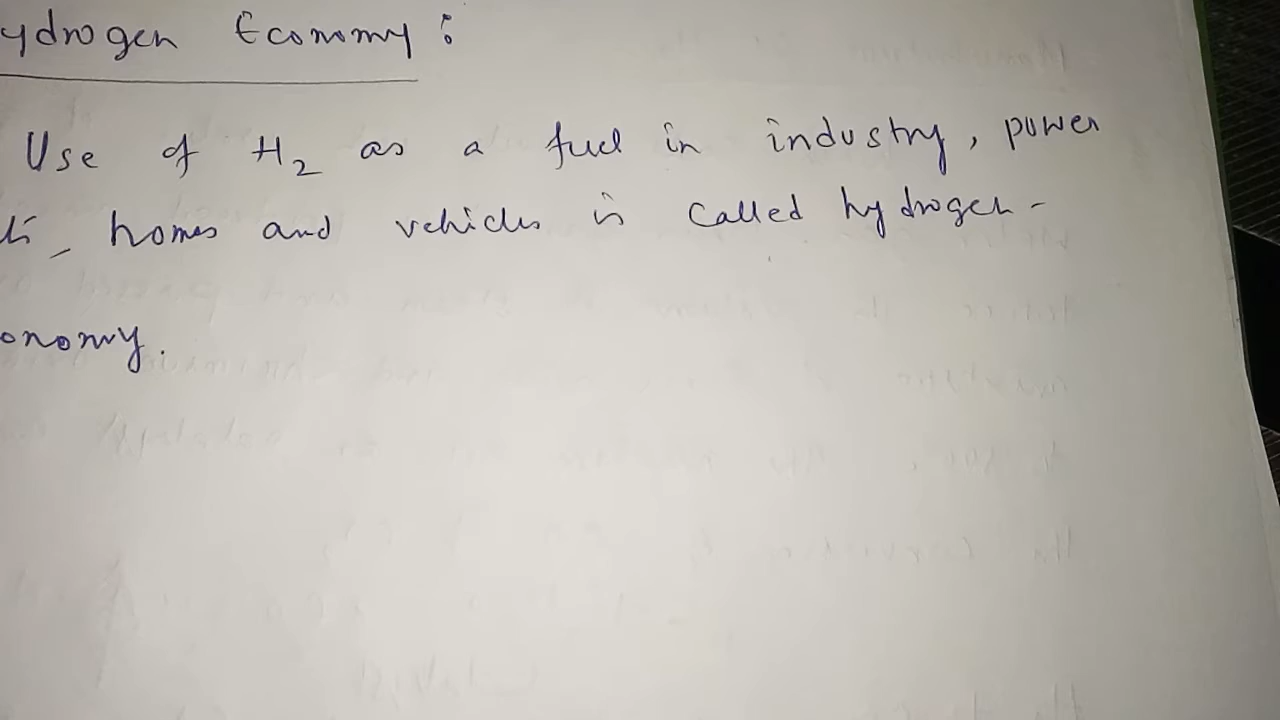 ydrogen Economy :
Use of H₂ as a fuel in industry, power
homes and vehicles is called hydrogen -
onomy.